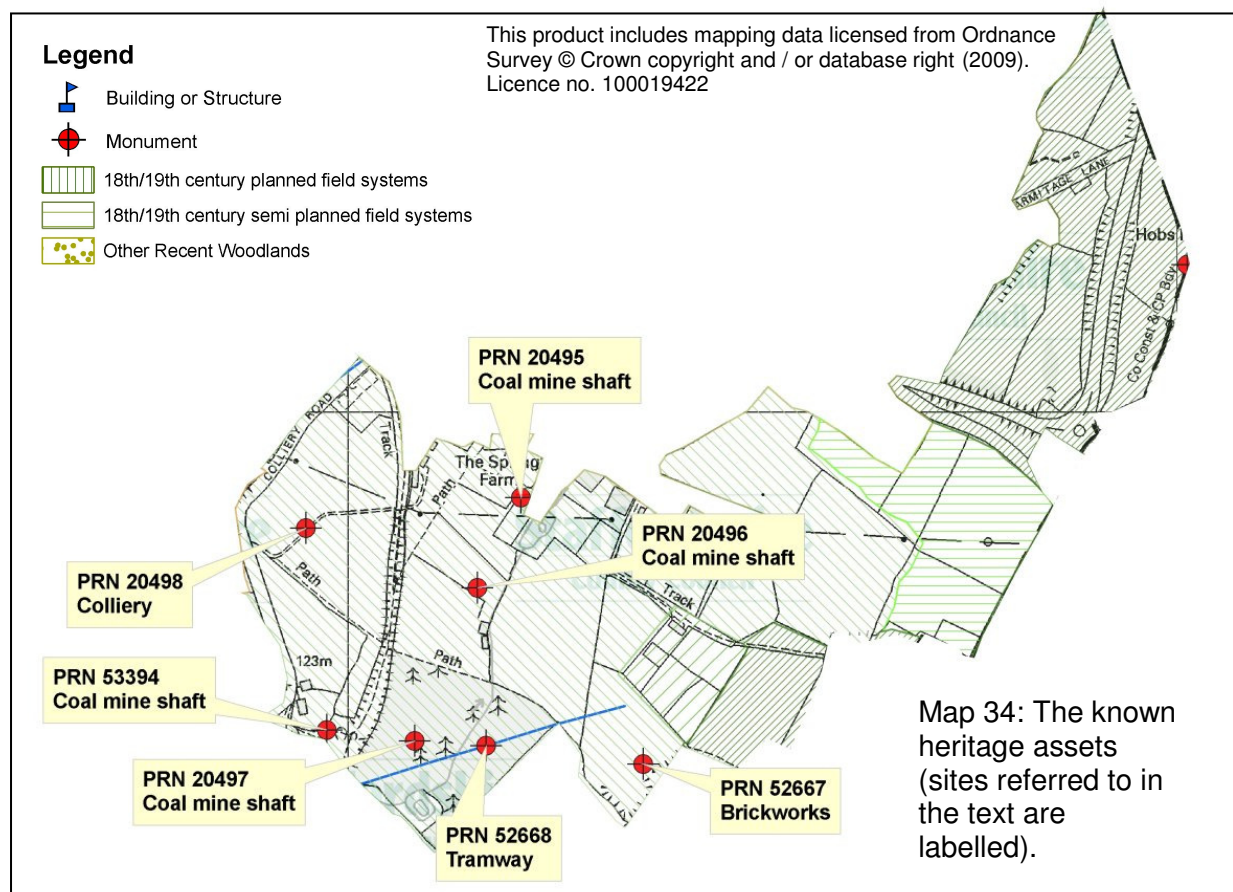 This product includes mapping data licensed from Ordnance
Survey © Crown copyright and / or database right (2009).
Licence no. 100019422
Legend
Building or Structure
Monument
18th/19th century planned field systems
18th/19th century semi planned field systems
Other Recent Woodlands
ARMITAGE LANE
Hobs
Co Const & CP Bdy
PRN 20495
Coal mine shaft
COLLIERY ROAD
Track
The Spring
Farm
Path
PRN 20496
Coal mine shaft
PRN 20498
Colliery
Path
Track
Path
123m
PRN 53394
Coal mine shaft
PRN 20497
Coal mine shaft
PRN 52668
Tramway
PRN 52667
Brickworks
Map 34: The known
heritage assets
(sites referred to in
the text are
labelled).